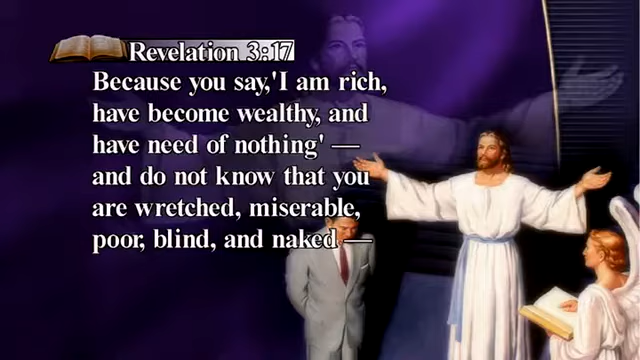 Revelation 3:17
Because you say,'I am rich,
have become wealthy, and
have need of nothing' —
and do not know that you
are wretched, miserable,
poor, blind, and naked —